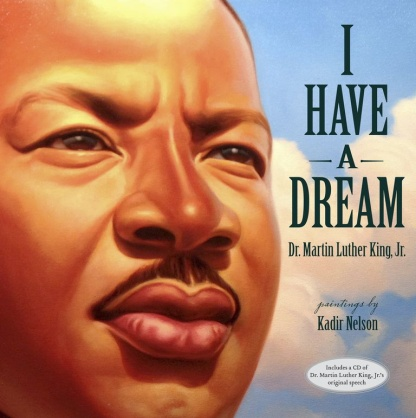 I
HAVE
A
DREAM
Dr. Martin Luther King, Jr.
paintings by
Kadir Nelson
Includes a CD of
Dr. Martin Luther King, Jr.'s
original speech